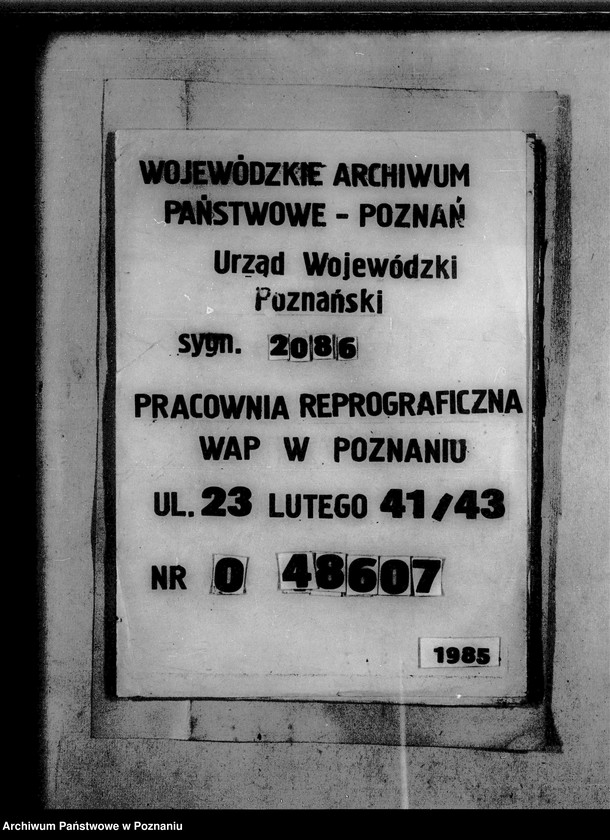 WOJEWÓDZKIE ARCHIWUM
PAŃSTWOWE - POZNAŃ
Urząd Wojewódzki
Poznański
sygn. 2086
PRACOWNIA REPROGRAFICZNA
WAP W POZNANIU
UL. 23 LUTEGO 41/43
NR 0 48607
1985
Archiwum Państwowe w Poznaniu